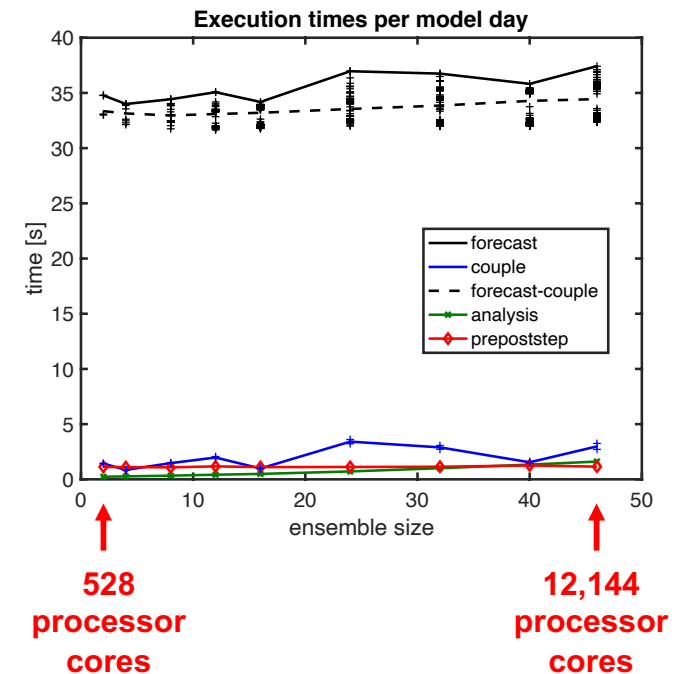 Execution times per model day
40
35
30
25
20
15
10
5
0
time [s]
forecast
couple
forecast-couple
analysis
prepoststep
0 10 20 30 40 50
ensemble size
528
processor
cores
12,144
processor
cores